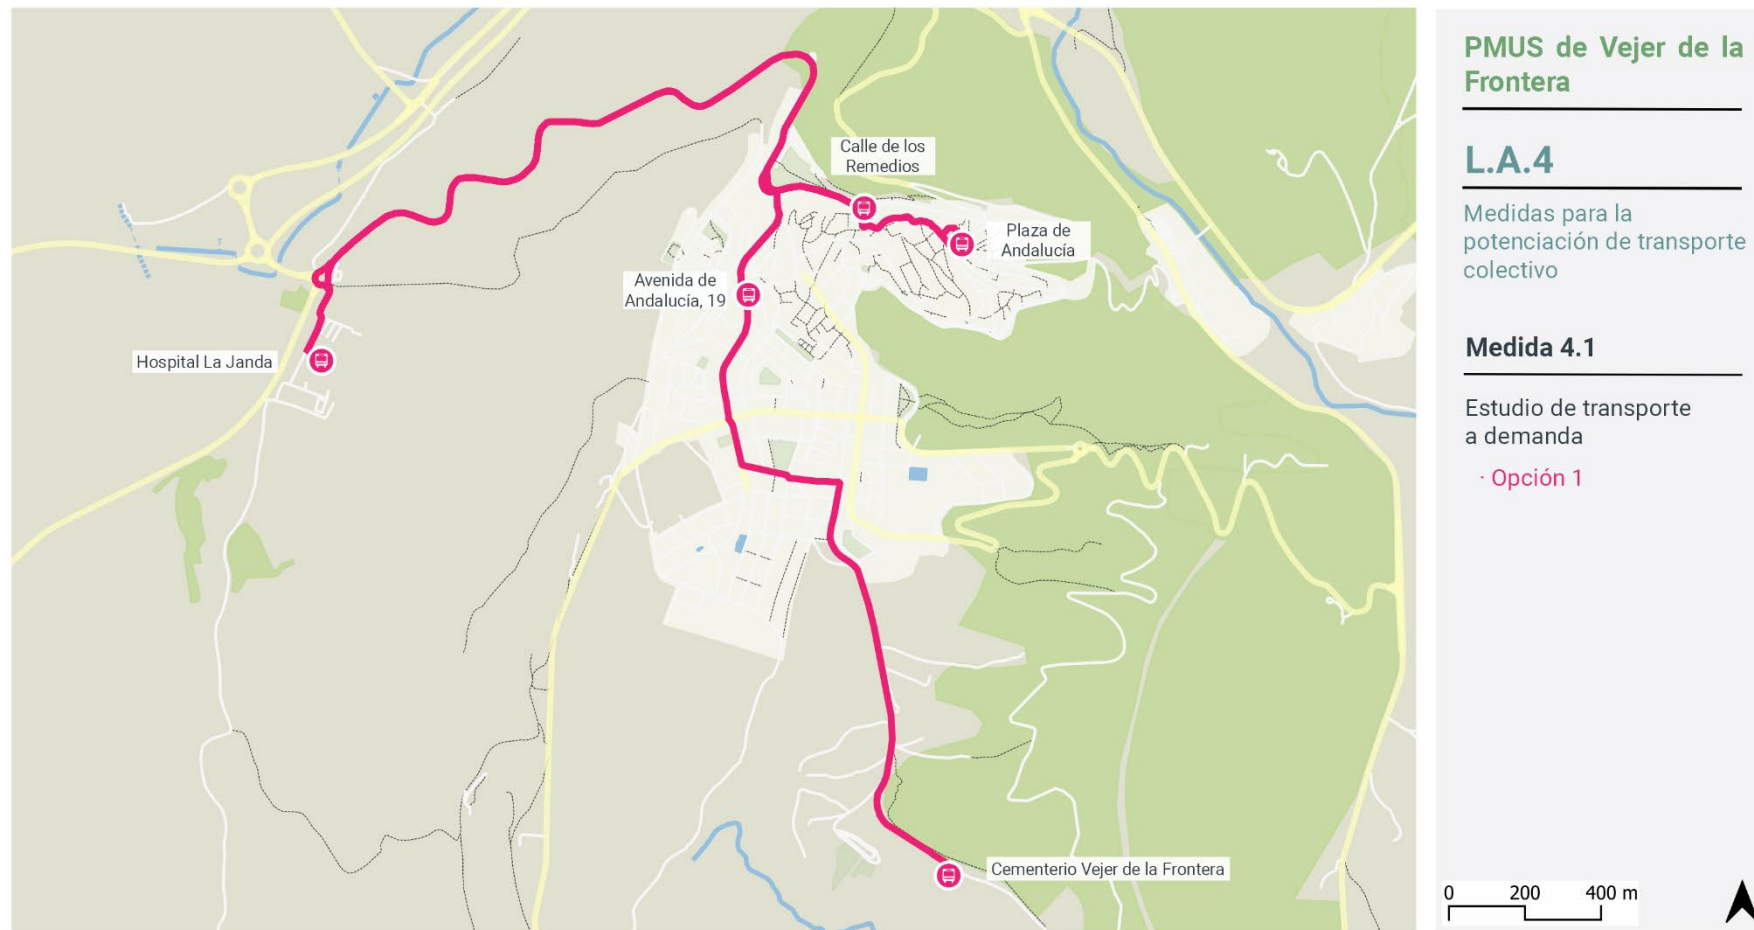 Calle de los
Remedios
Plaza de
Andalucía
Avenida de
Andalucía, 19
Hospital La Janda
Cementerio Vejer de la Frontera
PMUS de Vejer de la
Frontera
L.A.4
Medidas para la
potenciación de transporte
colectivo
Medida 4.1
Estudio de transporte
a demanda
· Opción 1
0 200 400 m